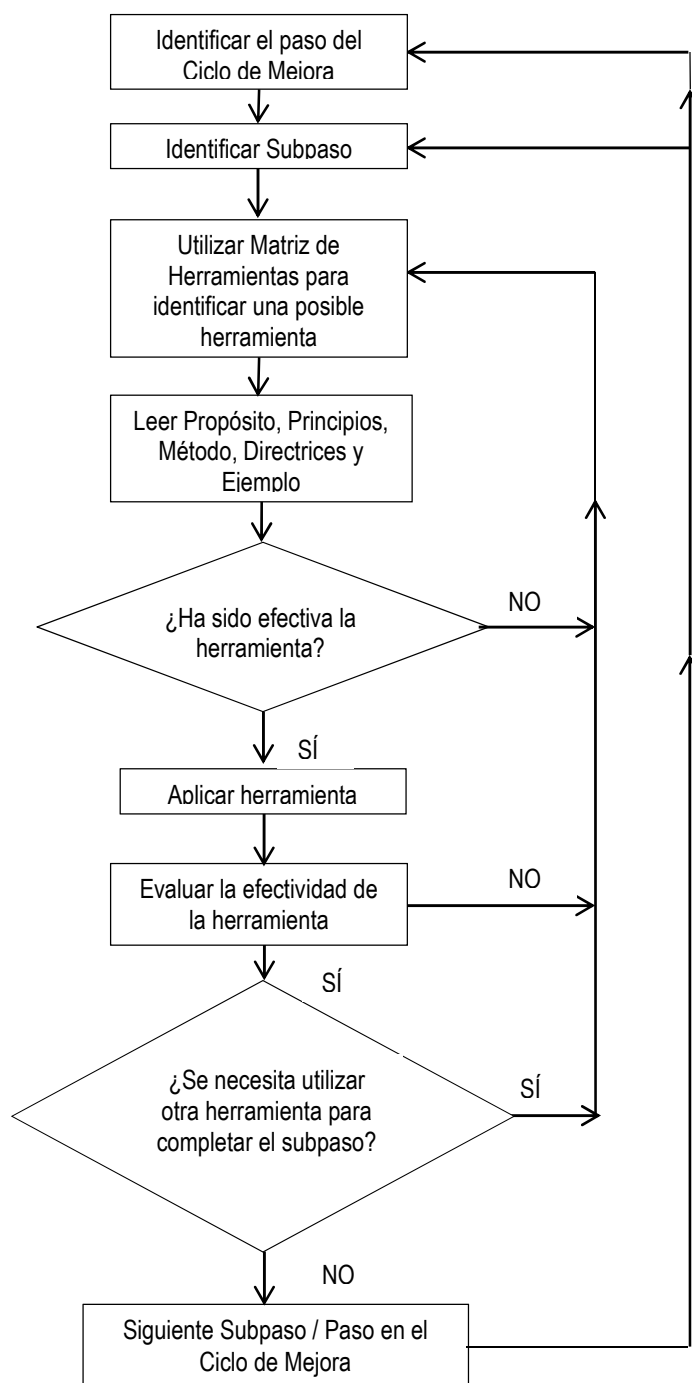 Identificar el paso del
Ciclo de Mejora
Identificar Subpaso
Utilizar Matriz de
Herramientas para
identificar una posible
herramienta
Leer Propósito, Principios,
Método, Directrices y
Ejemplo
¿Ha sido efectiva la
herramienta?
NO
SÍ
Aplicar herramienta
Evaluar la efectividad de
la herramienta
NO
SÍ
¿Se necesita utilizar
otra herramienta para
completar el subpaso?
SÍ
NO
Siguiente Subpaso / Paso en el
Ciclo de Mejora